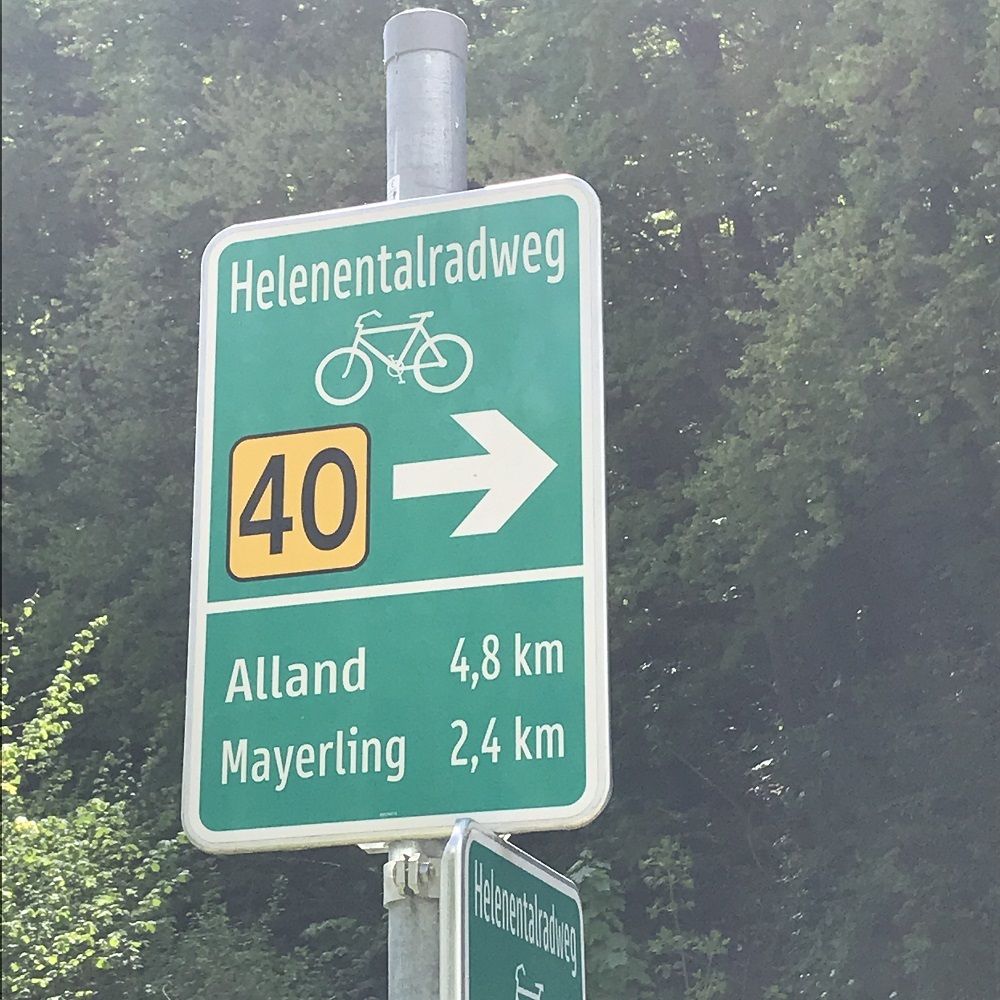 Helenentalradweg
40
Alland 4,8 km
Mayerling 2,4 km
Helenentalradweg